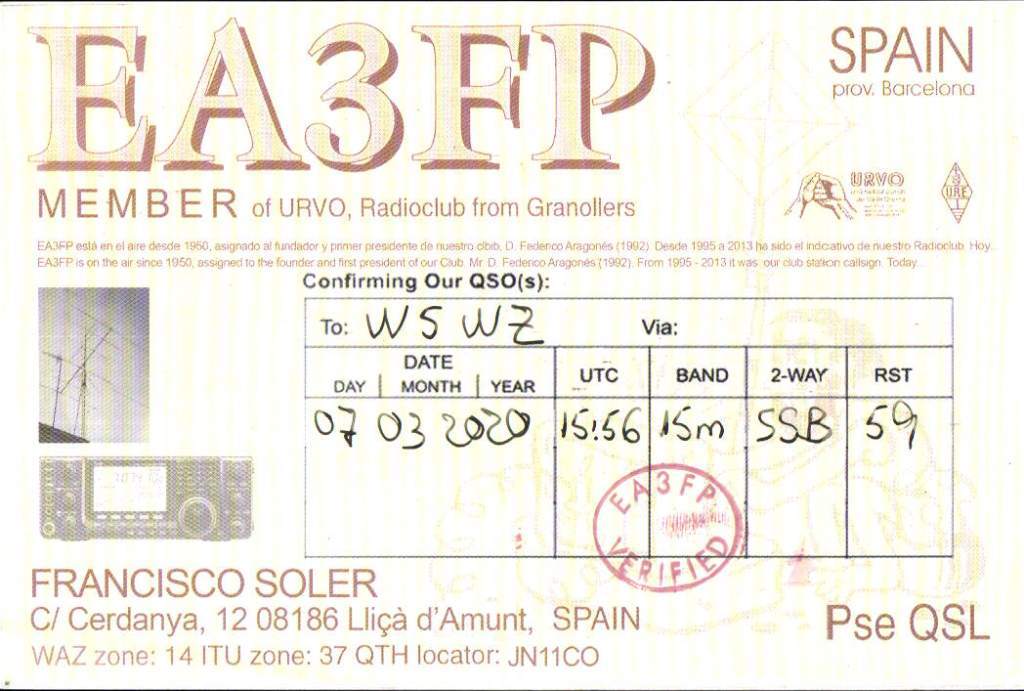 EA3FP
SPAIN
prov. Barcelona
MEMBER of URVO, Radioclub from Granollers
URVO
URE
EA3FP está en el aire desde 1950, asignado al fundador y primer presidente de nuestro club, D. Federico Aragonés (1992). Desde 1995 a 2013 ha sido el indicativo de nuestro Radioclub. Hoy...
EA3FP is on the air since 1950, assigned to the founder and first president of our Club. Mr. D. Federico Aragonés (1992). From 1995 - 2013 it was our club station callsign. Today...
Confirming Our QSO(s):
To: W5WZ Via:
DATE
DAY MONTH YEAR UTC BAND 2-WAY RST
07 03 2020 15:56 15m SSB 59
EA3FP
VERIFIED
FRANCISCO SOLER
C/ Cerdanya, 12 08186 Lliçà d'Amunt, SPAIN
WAZ zone: 14 ITU zone: 37 QTH locator: JN11CO
Pse QSL